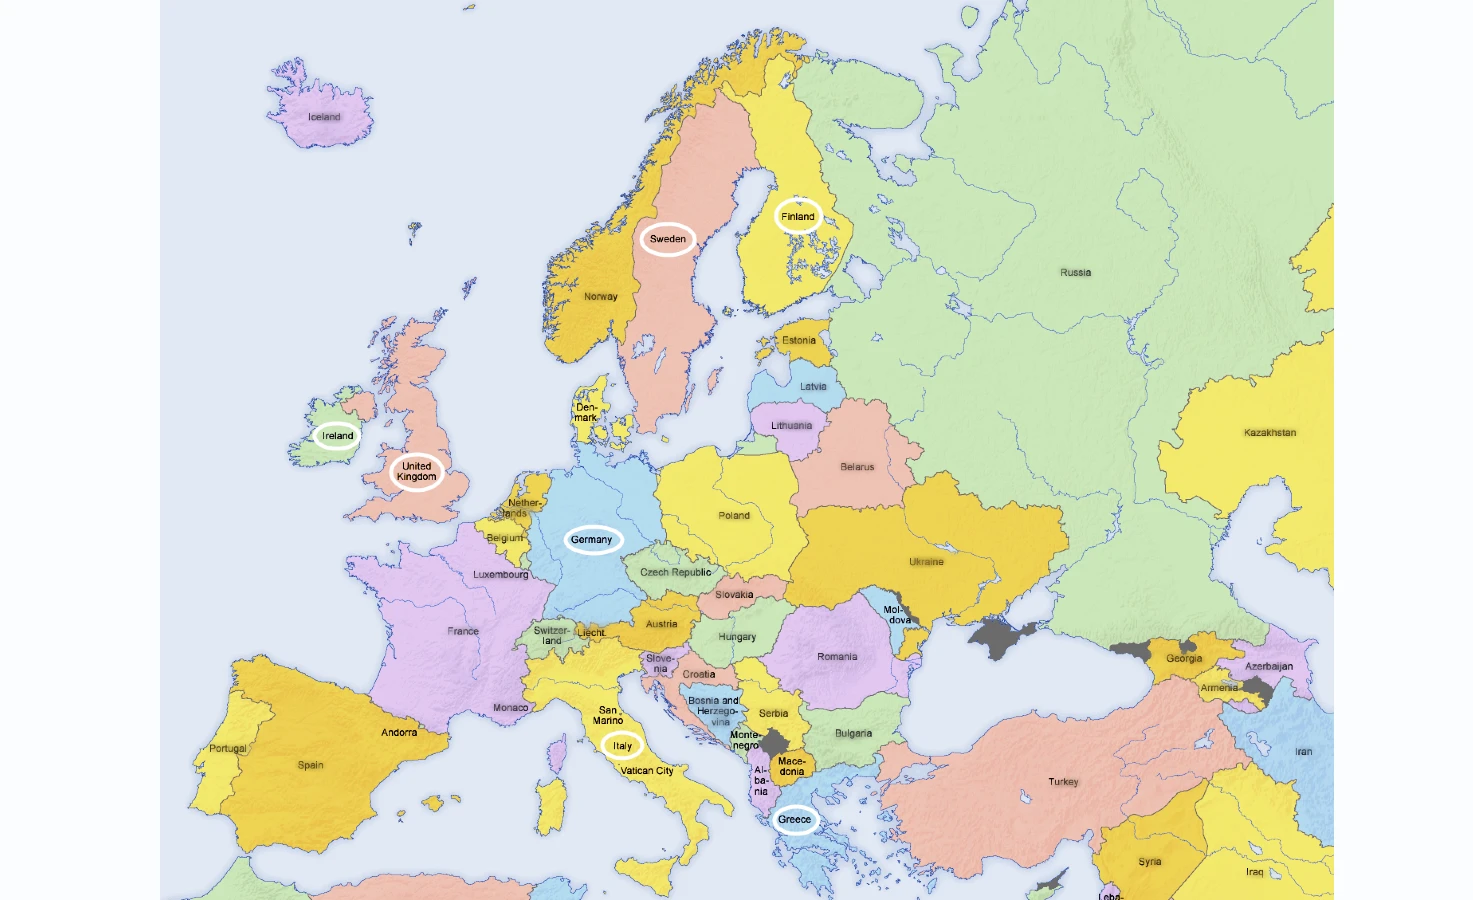 Iceland
Finland
Sweden
Russia
Norway
Estonia
Latvia
Den-
mark
Lithuania
Ireland
Kazakhstan
United
Kingdom
Belarus
Nether-
lands
Poland
Belgium
Germany
Ukraine
Luxembourg
Czech Republic
Slovakia
Mol-
dova
Austria
France
Switzer-
land
Liecht.
Hungary
Romania
Georgia
Slove-
nia
Azerbaijan
Croatia
Armenia
Monaco
Bosnia and
Herzego-
vina
San
Marino
Serbia
Andorra
Bulgaria
Monte-
negro
Portugal
Italy
Iran
Spain
Vatican City
Mace-
donia
Al-
ba-
nia
Turkey
Greece
Syria
Iraq
Leba-